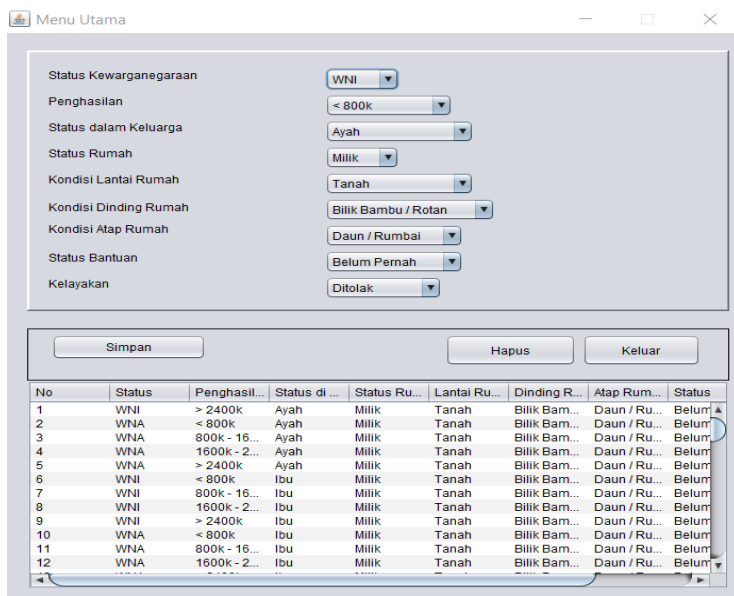 Menu Utama
Status Kewarganegaraan WNI
Penghasilan < 800k
Status dalam Keluarga Ayah
Status Rumah Milik
Kondisi Lantai Rumah Tanah
Kondisi Dinding Rumah Bilik Bambu / Rotan
Kondisi Atap Rumah Daun / Rumbai
Status Bantuan Belum Pernah
Kelayakan Ditolak
Simpan Hapus Keluar
No Status Penghasil... Status di ... Status Ru... Lantai Ru... Dinding R... Atap Rum... Status
1 WNI > 2400k Ayah Milik Tanah Bilik Bam... Daun / Ru... Belum
2 WNA < 800k Ayah Milik Tanah Bilik Bam... Daun / Ru... Belum
3 WNA 800k - 16... Ayah Milik Tanah Bilik Bam... Daun / Ru... Belum
4 WNA 1600k - 2... Ayah Milik Tanah Bilik Bam... Daun / Ru... Belum
5 WNA > 2400k Ayah Milik Tanah Bilik Bam... Daun / Ru... Belum
6 WNI < 800k Ibu Milik Tanah Bilik Bam... Daun / Ru... Belum
7 WNI 800k - 16... Ibu Milik Tanah Bilik Bam... Daun / Ru... Belum
8 WNI 1600k - 2... Ibu Milik Tanah Bilik Bam... Daun / Ru... Belum
9 WNI > 2400k Ibu Milik Tanah Bilik Bam... Daun / Ru... Belum
10 WNA < 800k Ibu Milik Tanah Bilik Bam... Daun / Ru... Belum
11 WNA 800k - 16... Ibu Milik Tanah Bilik Bam... Daun / Ru... Belum
12 WNA 1600k - 2... Ibu Milik Tanah Bilik Bam... Daun / Ru... Belum